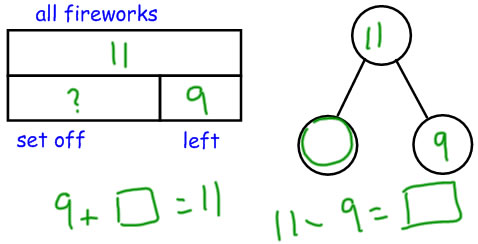 all fireworks
11
? 9
set off left
9 + □ = 11
11
9
11 - 9 = □